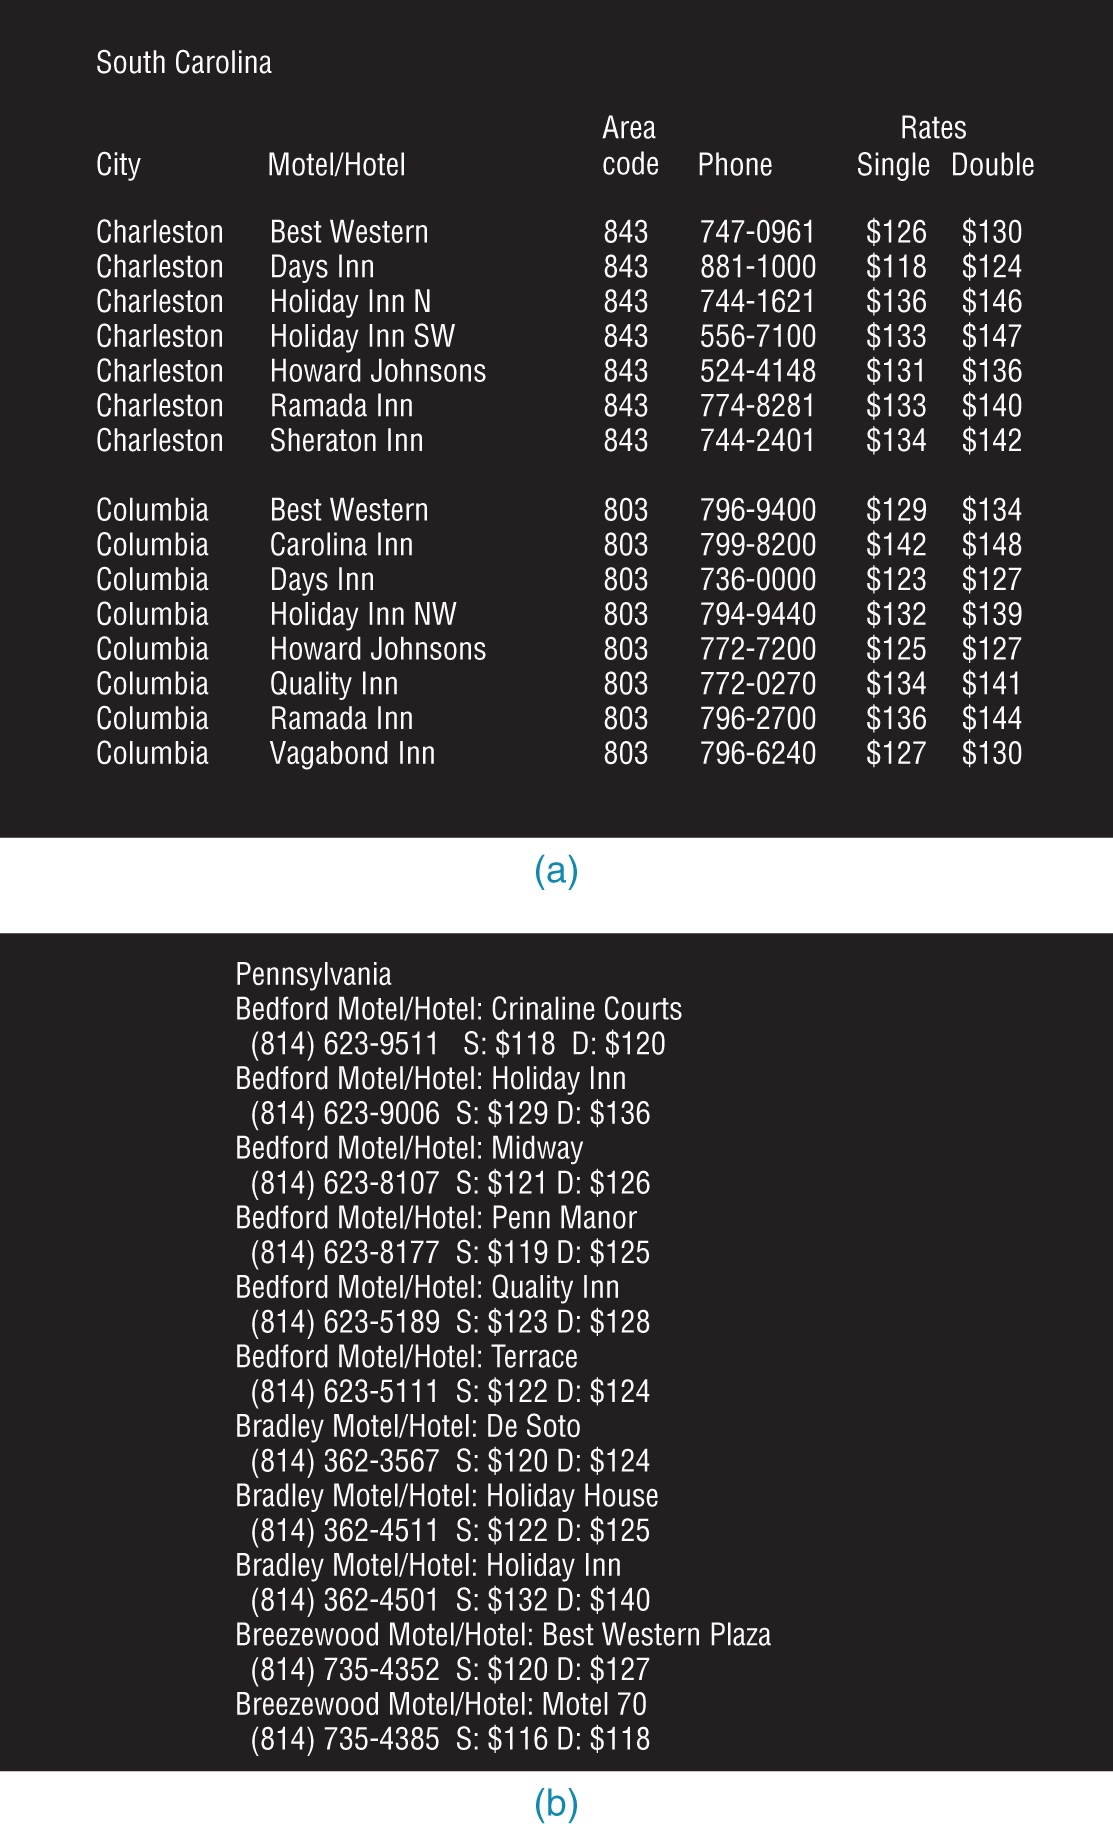 South Carolina
Area Rates
City Motel/Hotel code Phone Single Double
Charleston Best Western 843 747-0961 $126 $130
Charleston Days Inn 843 881-1000 $118 $124
Charleston Holiday Inn N 843 744-1621 $136 $146
Charleston Holiday Inn SW 843 556-7100 $133 $147
Charleston Howard Johnsons 843 524-4148 $131 $136
Charleston Ramada Inn 843 774-8281 $133 $140
Charleston Sheraton Inn 843 744-2401 $134 $142
Columbia Best Western 803 796-9400 $129 $134
Columbia Carolina Inn 803 799-8200 $142 $148
Columbia Days Inn 803 736-0000 $123 $127
Columbia Holiday Inn NW 803 794-9440 $132 $139
Columbia Howard Johnsons 803 772-7200 $125 $127
Columbia Quality Inn 803 772-0270 $134 $141
Columbia Ramada Inn 803 796-2700 $136 $144
Columbia Vagabond Inn 803 796-6240 $127 $130
(a)
Pennsylvania
Bedford Motel/Hotel: Crinaline Courts
(814) 623-9511 S: $118 D: $120
Bedford Motel/Hotel: Holiday Inn
(814) 623-9006 S: $129 D: $136
Bedford Motel/Hotel: Midway
(814) 623-8107 S: $121 D: $126
Bedford Motel/Hotel: Penn Manor
(814) 623-8177 S: $119 D: $125
Bedford Motel/Hotel: Quality Inn
(814) 623-5189 S: $123 D: $128
Bedford Motel/Hotel: Terrace
(814) 623-5111 S: $122 D: $124
Bradley Motel/Hotel: De Soto
(814) 362-3567 S: $120 D: $124
Bradley Motel/Hotel: Holiday House
(814) 362-4511 S: $122 D: $125
Bradley Motel/Hotel: Holiday Inn
(814) 362-4501 S: $132 D: $140
Breezewood Motel/Hotel: Best Western Plaza
(814) 735-4352 S: $120 D: $127
Breezewood Motel/Hotel: Motel 70
(814) 735-4385 S: $116 D: $118
(b)